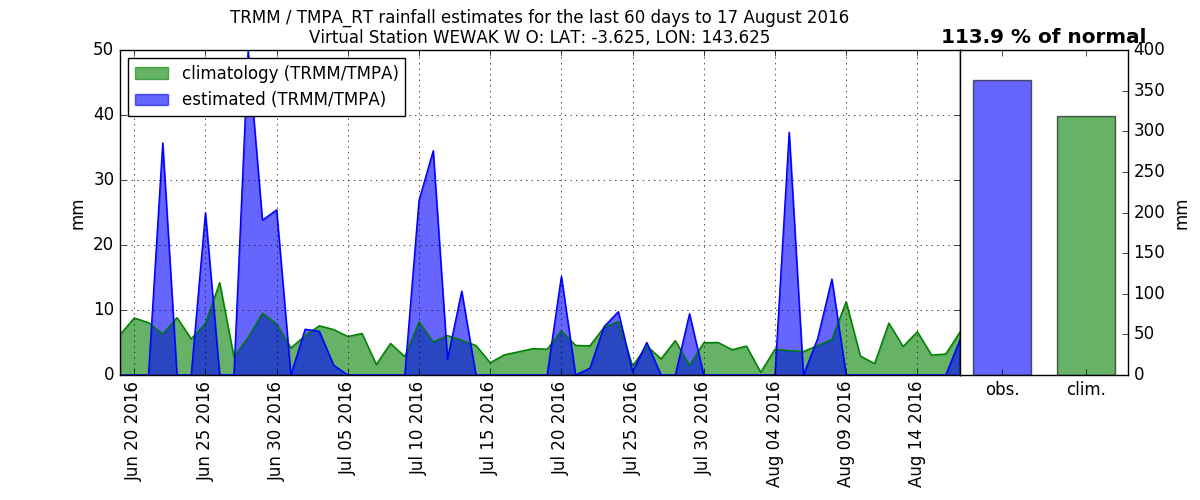 TRMM / TMPA_RT rainfall estimates for the last 60 days to 17 August 2016
Virtual Station WEWAK W O: LAT: -3.625, LON: 143.625
113.9 % of normal
climatology (TRMM/TMPA)
estimated (TRMM/TMPA)
mm
50
40
30
20
10
0
Jun 20 2016
Jun 25 2016
Jun 30 2016
Jul 05 2016
Jul 10 2016
Jul 15 2016
Jul 20 2016
Jul 25 2016
Jul 30 2016
Aug 04 2016
Aug 09 2016
Aug 14 2016
obs.
clim.
400
350
300
250
200
150
100
50
0
mm